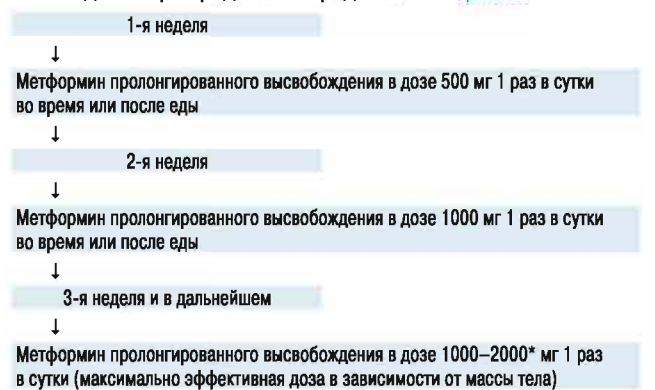 1-я неделя
↓
Метформин пролонгированного высвобождения в дозе 500 мг 1 раз в сутки
во время или после еды
↓
2-я неделя
↓
Метформин пролонгированного высвобождения в дозе 1000 мг 1 раз в сутки
во время или после еды
↓
3-я неделя и в дальнейшем
↓
Метформин пролонгированного высвобождения в дозе 1000–2000* мг 1 раз
в сутки (максимально эффективная доза в зависимости от массы тела)